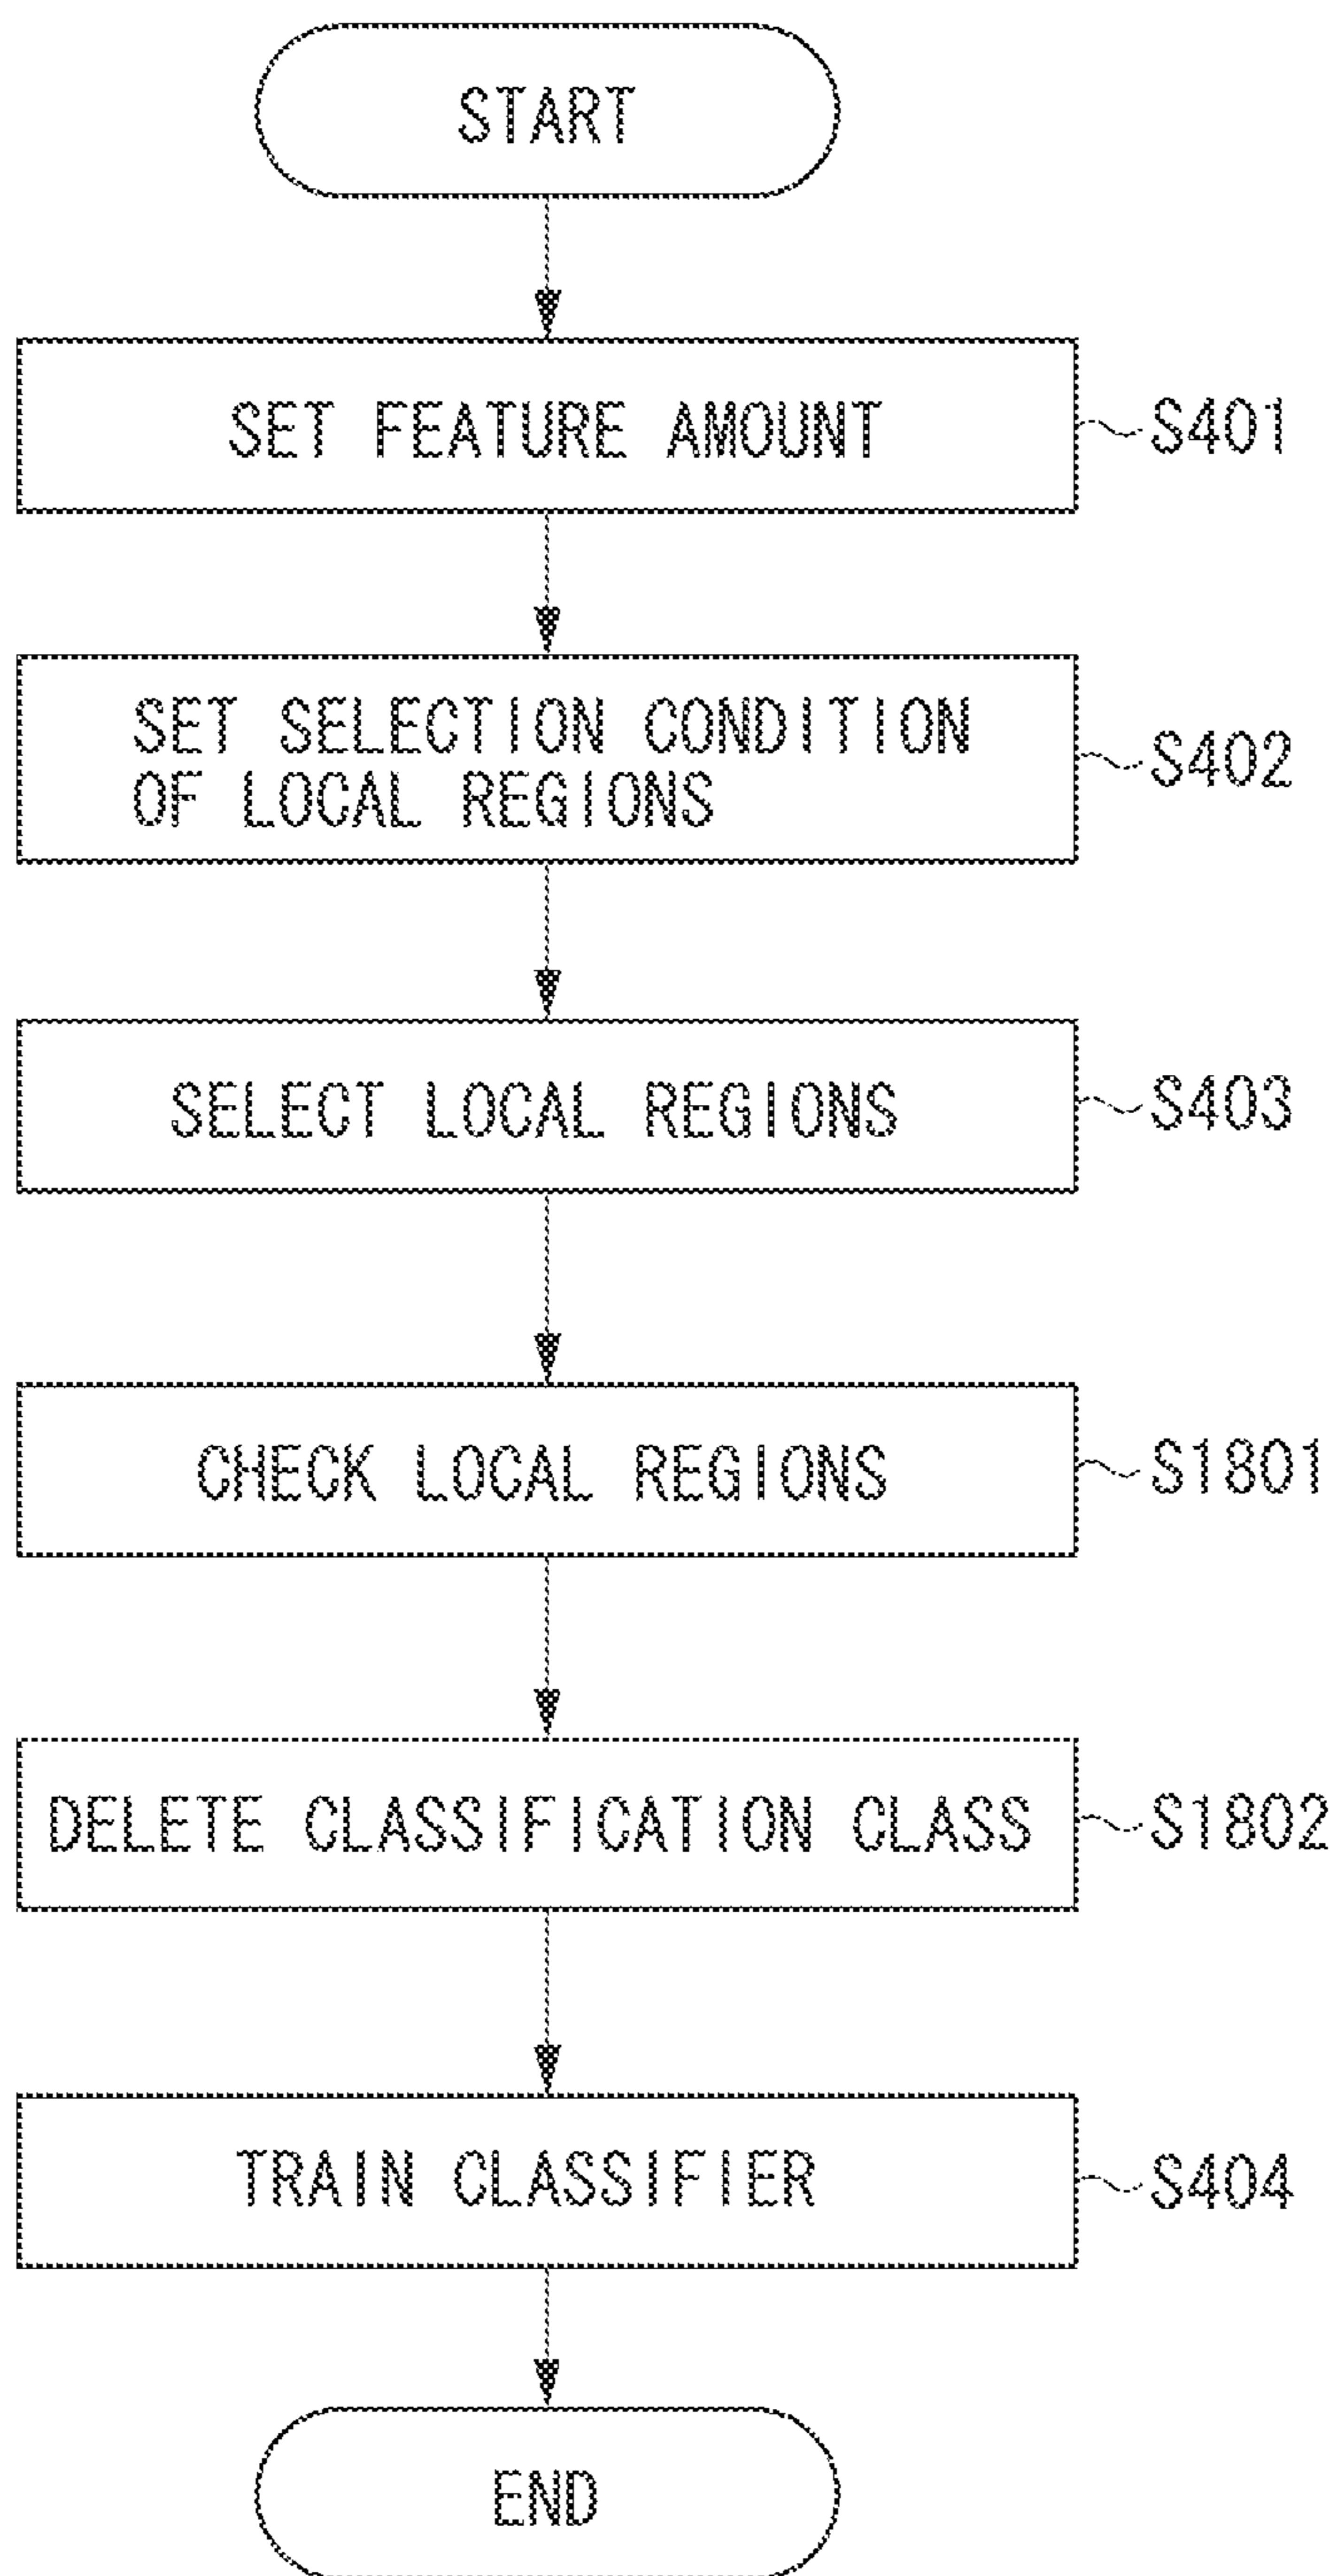 START
SET FEATURE AMOUNT
S401
SET SELECTION CONDITION
OF LOCAL REGIONS
S402
SELECT LOCAL REGIONS
S403
CHECK LOCAL REGIONS
S1801
DELETE CLASSIFICATION CLASS
S1802
TRAIN CLASSIFIER
S404
END